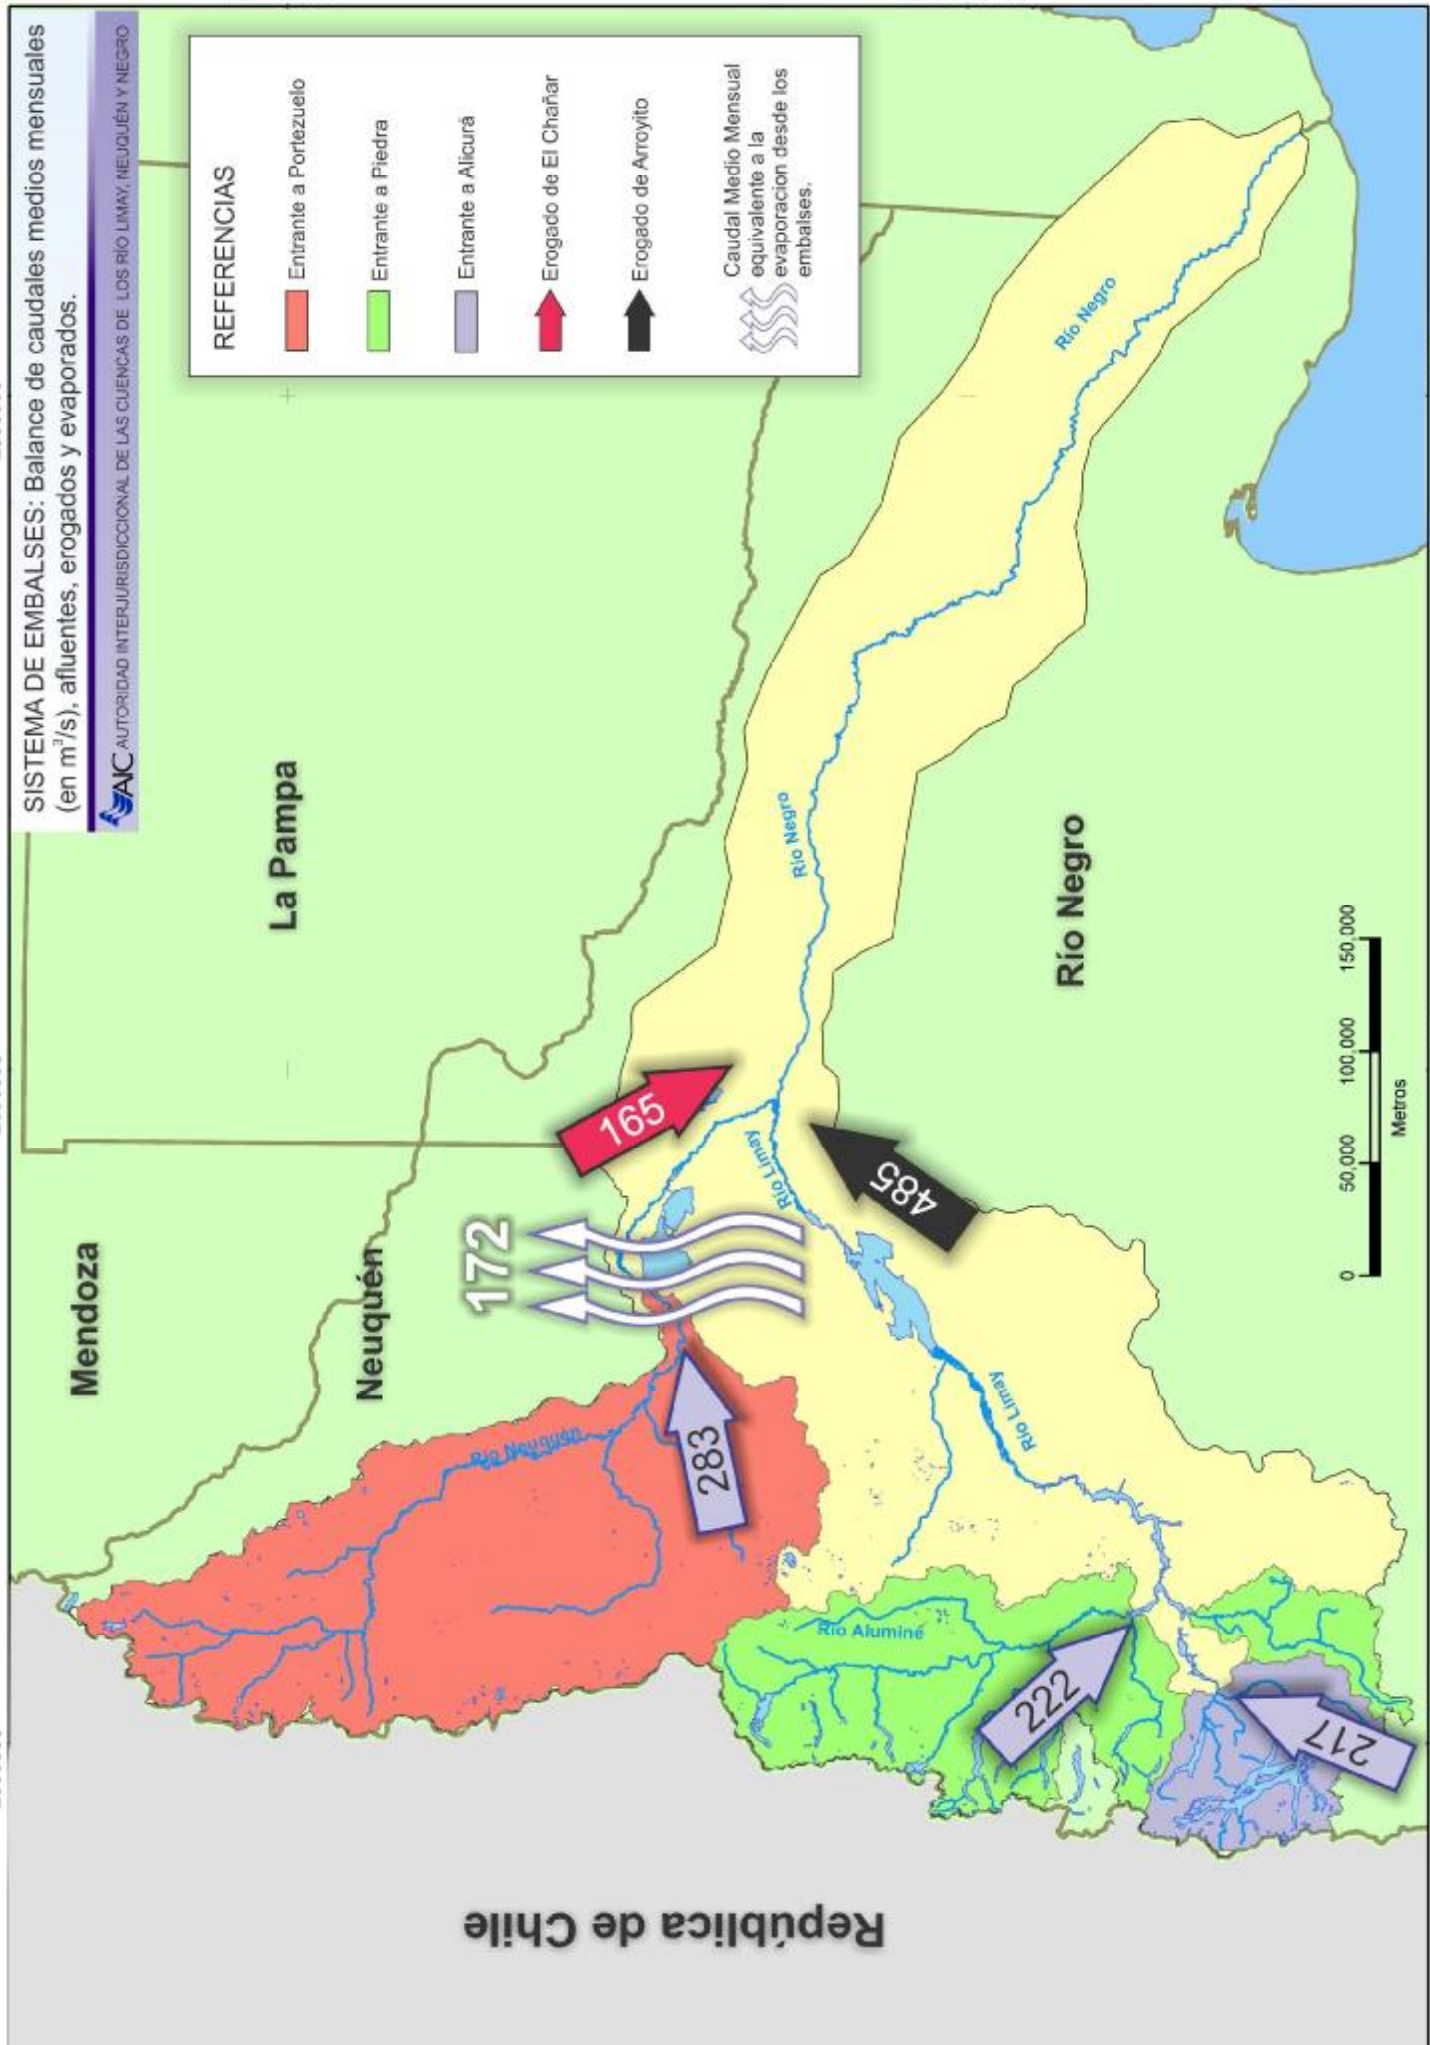 SISTEMA DE EMBALSES: Balance de caudales medios mensuales
(en m³/s), afluentes, erogados y evaporados.
AIC AUTORIDAD INTERJURISDICCIONAL DE LAS CUENCAS DE LOS RÍO LIMAY, NEUQUÉN Y NEGRO
REFERENCIAS
Entrante a Portezuelo
Entrante a Piedra
Entrante a Alicurá
Erogado de El Chañar
Erogado de Arroyito
Caudal Medio Mensual
equivalente a la
evaporacion desde los
embalses.
Mendoza
La Pampa
Neuquén
172
165
Río Neuquén
283
Río Limay
Río Negro
Río Negro
485
Río Limay
Río Aluminé
222
217
Río Negro
República de Chile
0 50,000 100,000 150,000
Metros